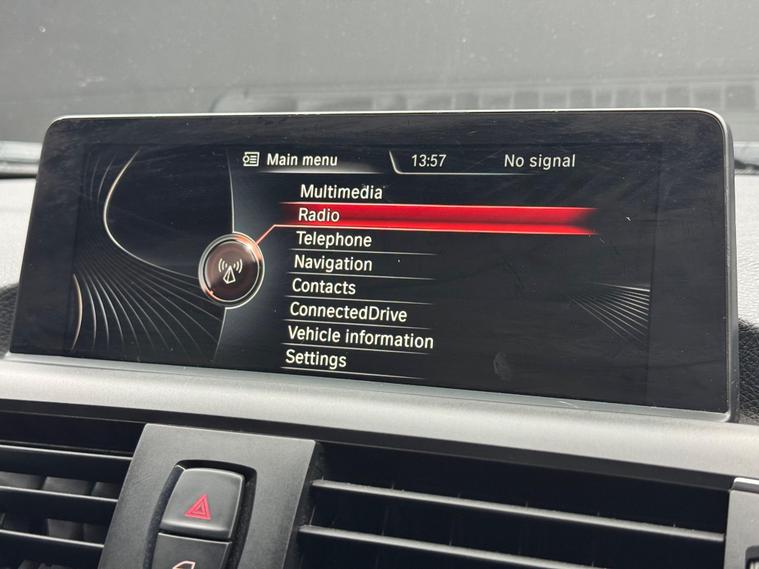 Main menu 13:57 No signal
Multimedia
Radio
Telephone
Navigation
Contacts
ConnectedDrive
Vehicle information
Settings